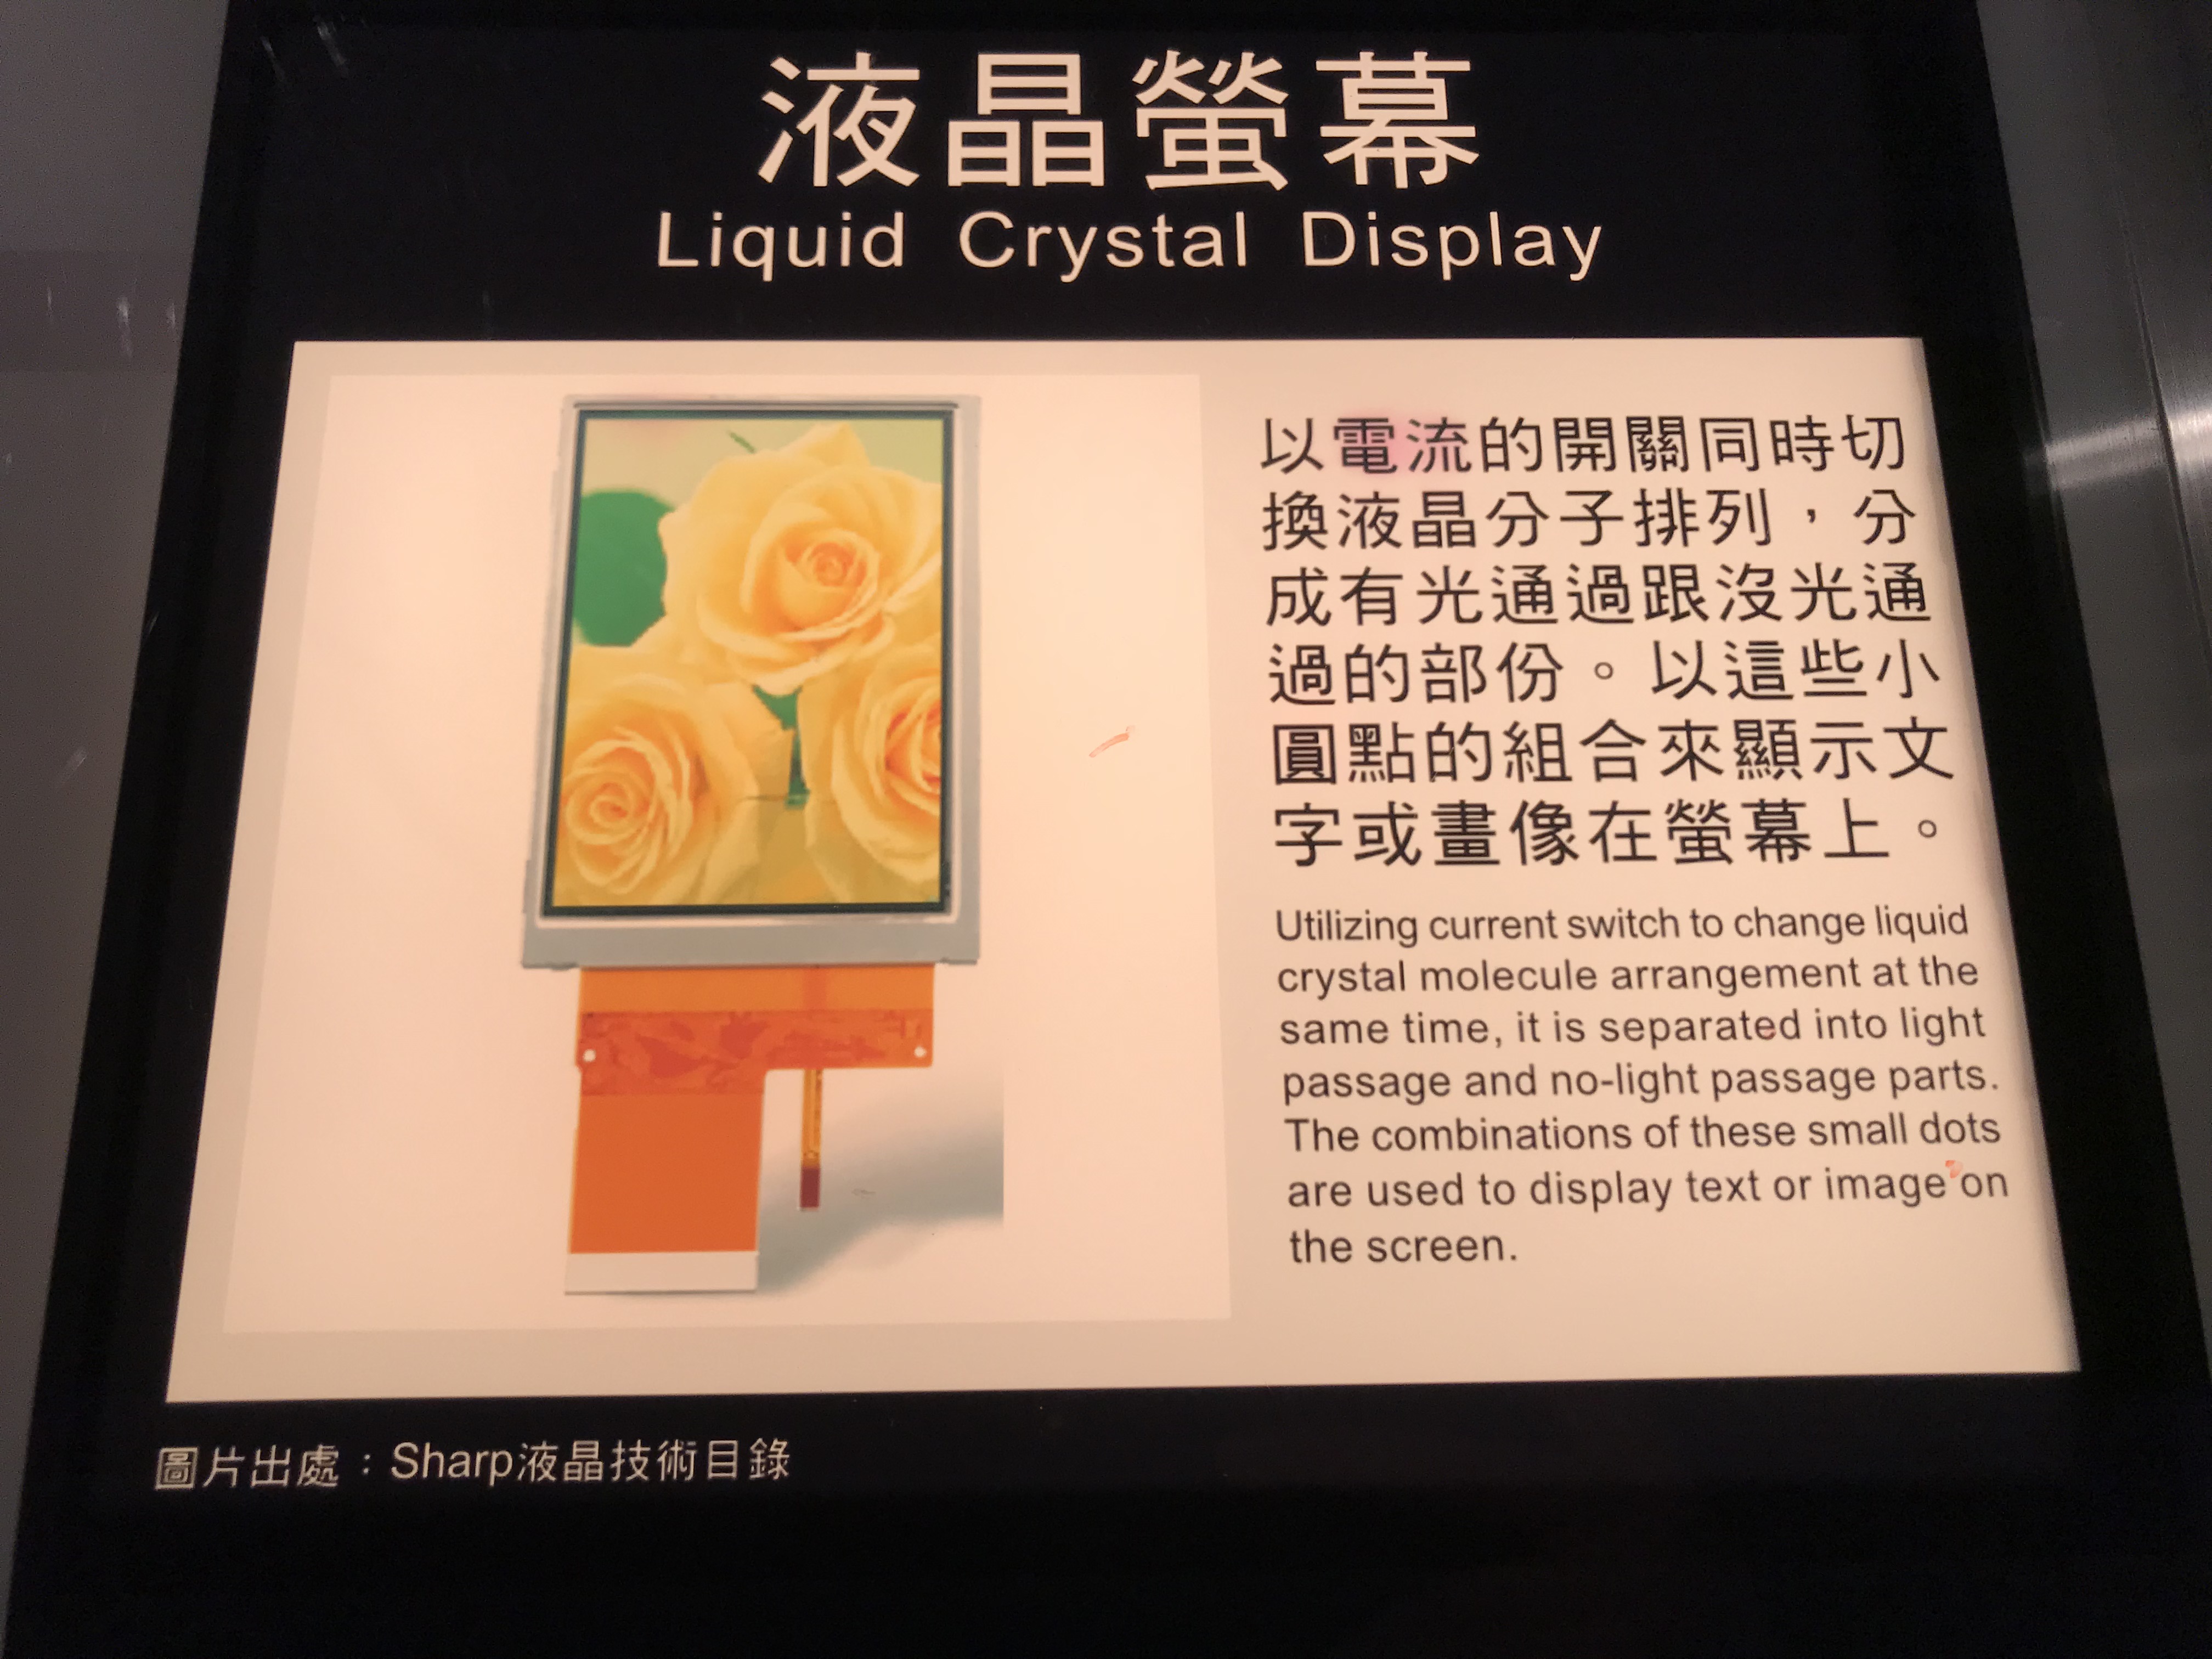 液晶螢幕
Liquid Crystal Display
以電流的開關同時切
換液晶分子排列，分
成有光通過跟沒光通
過的部份。以這些小
圓點的組合來顯示文
字或畫像在螢幕上。
Utilizing current switch to change liquid
crystal molecule arrangement at the
same time, it is separated into light
passage and no-light passage parts.
The combinations of these small dots
are used to display text or image on
the screen.
圖片出處：Sharp液晶技術目錄